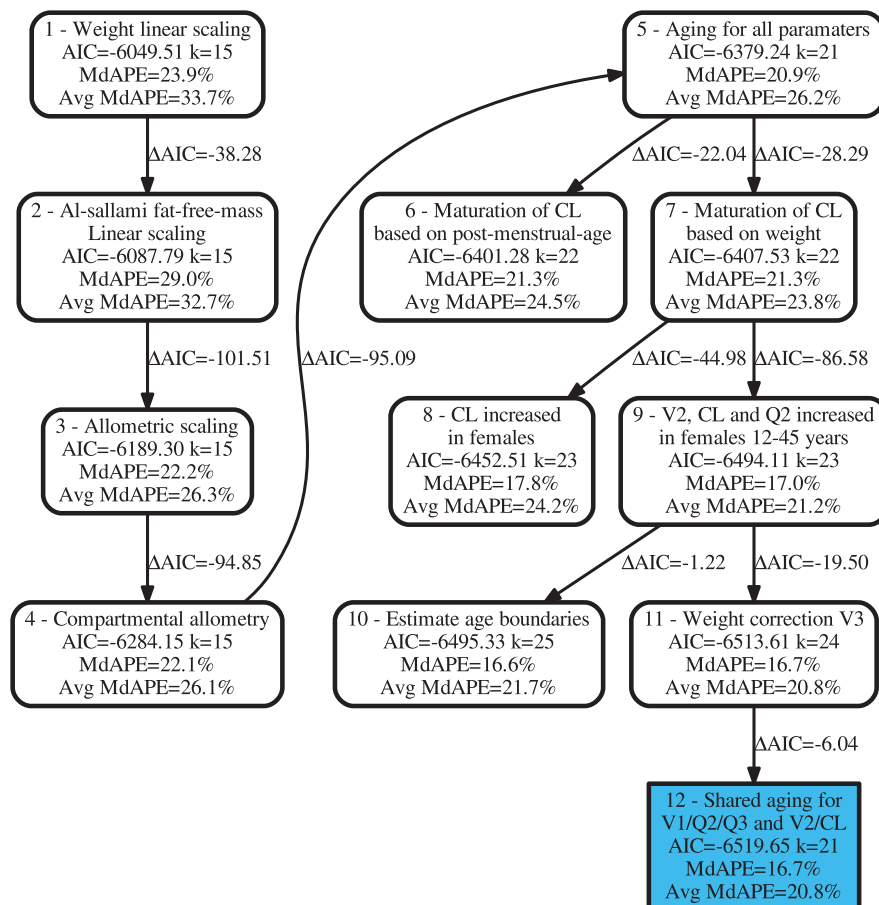 1 - Weight linear scaling
AIC=-6049.51 k=15
MdAPE=23.9%
Avg MdAPE=33.7%
ΔAIC=-38.28
2 - Al-sallami fat-free-mass
Linear scaling
AIC=-6087.79 k=15
MdAPE=29.0%
Avg MdAPE=32.7%
ΔAIC=-101.51
3 - Allometric scaling
AIC=-6189.30 k=15
MdAPE=22.2%
Avg MdAPE=26.3%
ΔAIC=-94.85
4 - Compartmental allometry
AIC=-6284.15 k=15
MdAPE=22.1%
Avg MdAPE=26.1%
ΔAIC=-95.09
5 - Aging for all paramaters
AIC=-6379.24 k=21
MdAPE=20.9%
Avg MdAPE=26.2%
ΔAIC=-22.04
ΔAIC=-28.29
6 - Maturation of CL
based on post-menstrual-age
AIC=-6401.28 k=22
MdAPE=21.3%
Avg MdAPE=24.5%
7 - Maturation of CL
based on weight
AIC=-6407.53 k=22
MdAPE=21.3%
Avg MdAPE=23.8%
ΔAIC=-44.98
ΔAIC=-86.58
8 - CL increased
in females
AIC=-6452.51 k=23
MdAPE=17.8%
Avg MdAPE=24.2%
9 - V2, CL and Q2 increased
in females 12-45 years
AIC=-6494.11 k=23
MdAPE=17.0%
Avg MdAPE=21.2%
ΔAIC=-1.22
ΔAIC=-19.50
10 - Estimate age boundaries
AIC=-6495.33 k=25
MdAPE=16.6%
Avg MdAPE=21.7%
11 - Weight correction V3
AIC=-6513.61 k=24
MdAPE=16.7%
Avg MdAPE=20.8%
ΔAIC=-6.04
12 - Shared aging for
V1/Q2/Q3 and V2/CL
AIC=-6519.65 k=21
MdAPE=16.7%
Avg MdAPE=20.8%